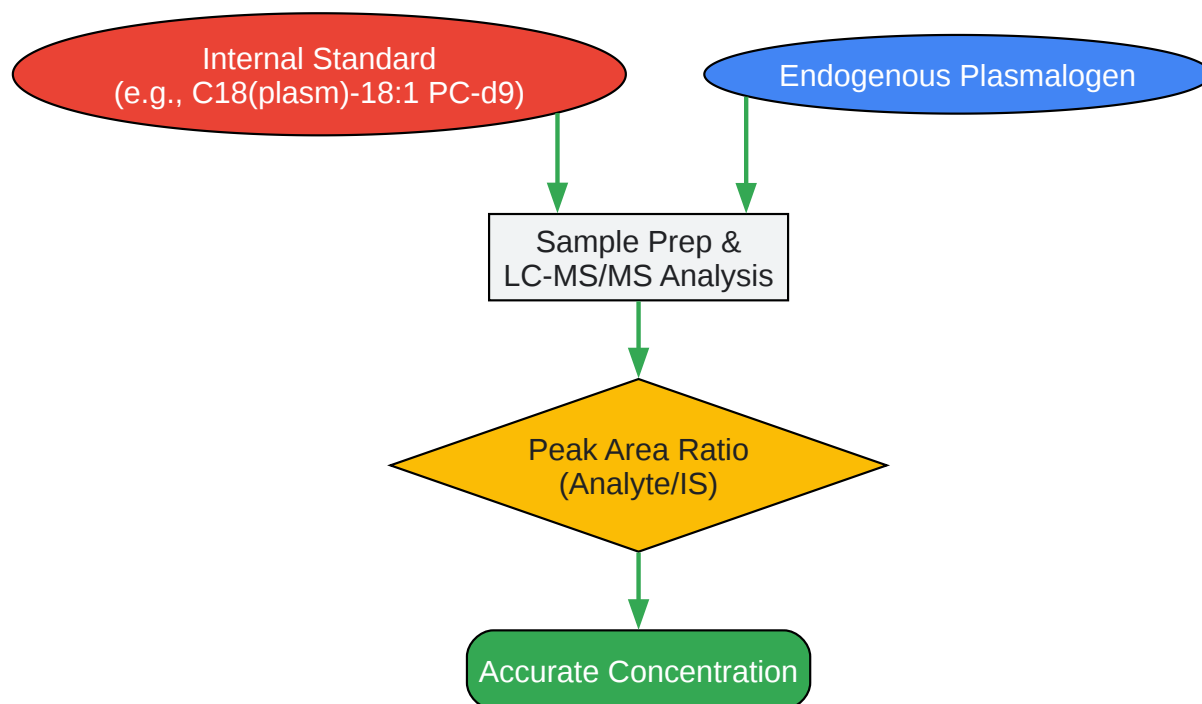 Internal Standard
(e.g., C18(plasm)-18:1 PC-d9)
Endogenous Plasmalogen
Sample Prep &
LC-MS/MS Analysis
Peak Area Ratio
(Analyte/IS)
Accurate Concentration